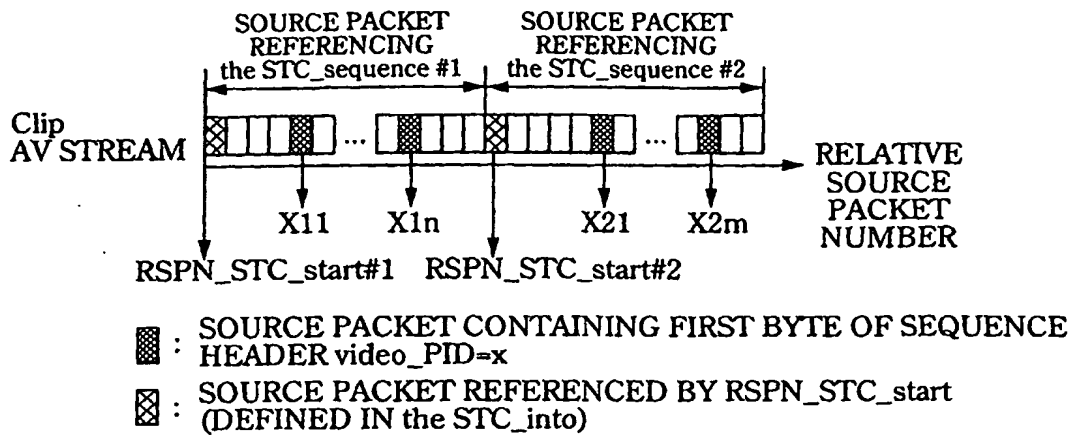 SOURCE PACKET
REFERENCING
the STC_sequence #1
SOURCE PACKET
REFERENCING
the STC_sequence #2
Clip
AV STREAM
...
...
RELATIVE
SOURCE
PACKET
NUMBER
X11
X1n
X21
X2m
RSPN_STC_start#1
RSPN_STC_start#2
: SOURCE PACKET CONTAINING FIRST BYTE OF SEQUENCE
HEADER video_PID=x
: SOURCE PACKET REFERENCED BY RSPN_STC_start
(DEFINED IN the STC_into)